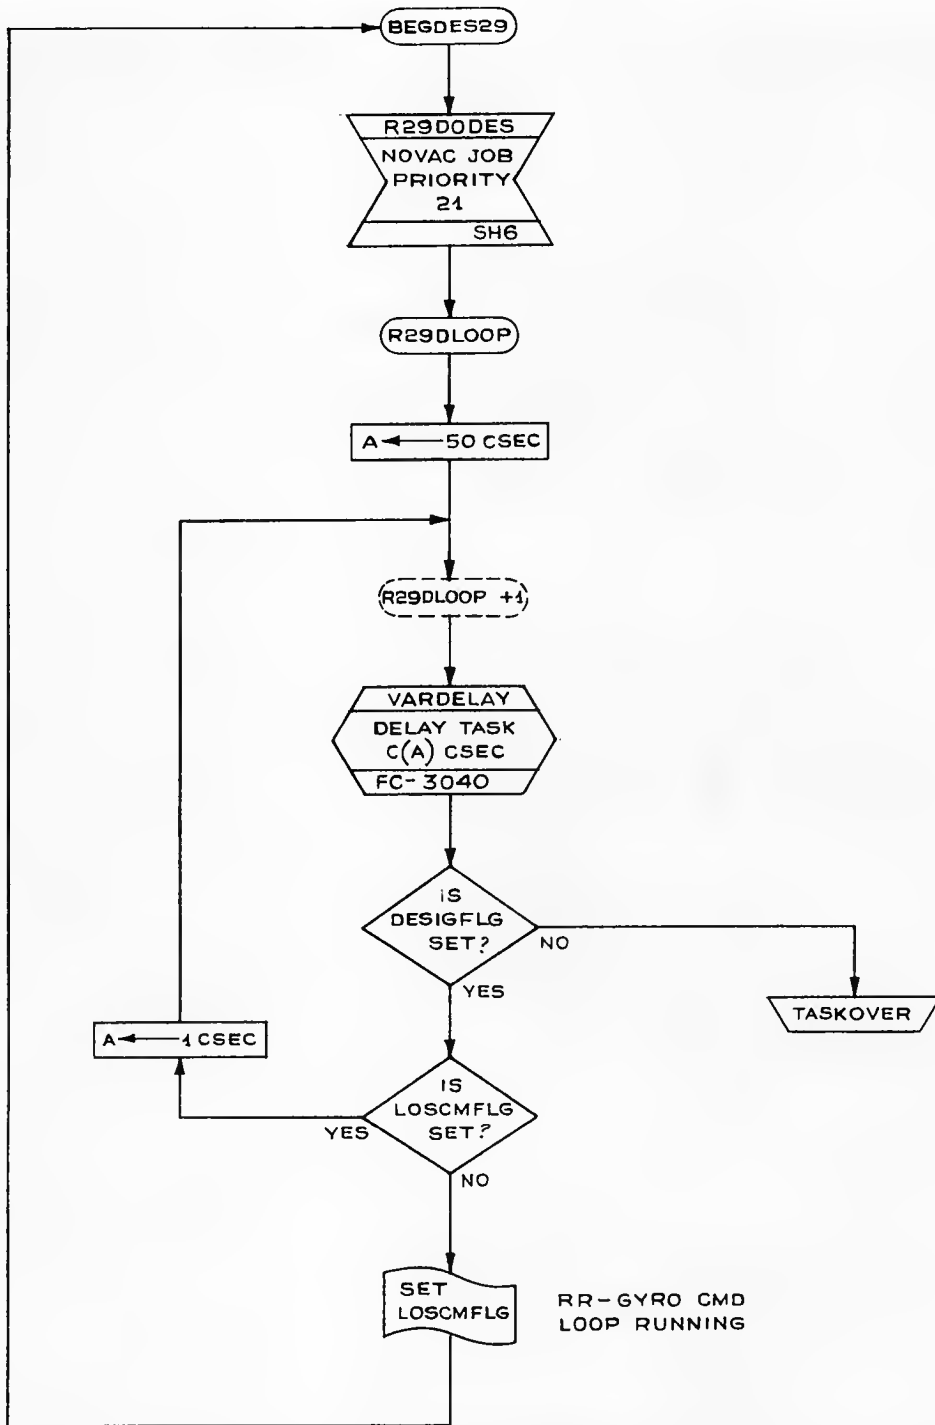 BEGDES29
R29DODES
NOVAC JOB
PRIORITY
21
SH6
R29DLOOP
A ← 50 CSEC
R29DLOOP +1
VARDELAY
DELAY TASK
C(A) CSEC
FC-3040
IS
DESIGFLG
SET?
NO
YES
TASKOVER
A ← 1 CSEC
IS
LOSCMFLG
SET?
YES
NO
SET
LOSCMFLG
RR-GYRO CMD
LOOP RUNNING